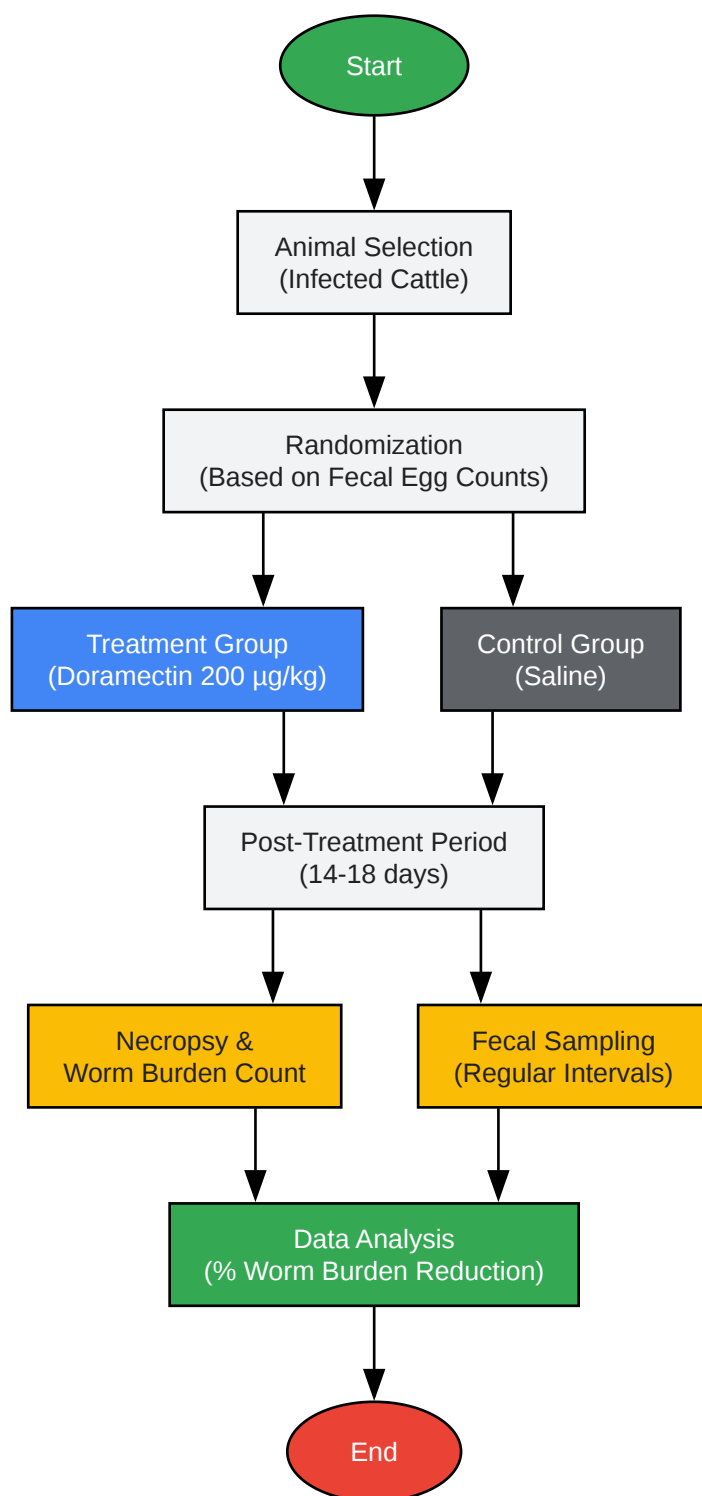 Start
Animal Selection
(Infected Cattle)
Randomization
(Based on Fecal Egg Counts)
Treatment Group
(Doramectin 200 µg/kg)
Control Group
(Saline)
Post-Treatment Period
(14-18 days)
Necropsy &
Worm Burden Count
Fecal Sampling
(Regular Intervals)
Data Analysis
(% Worm Burden Reduction)
End